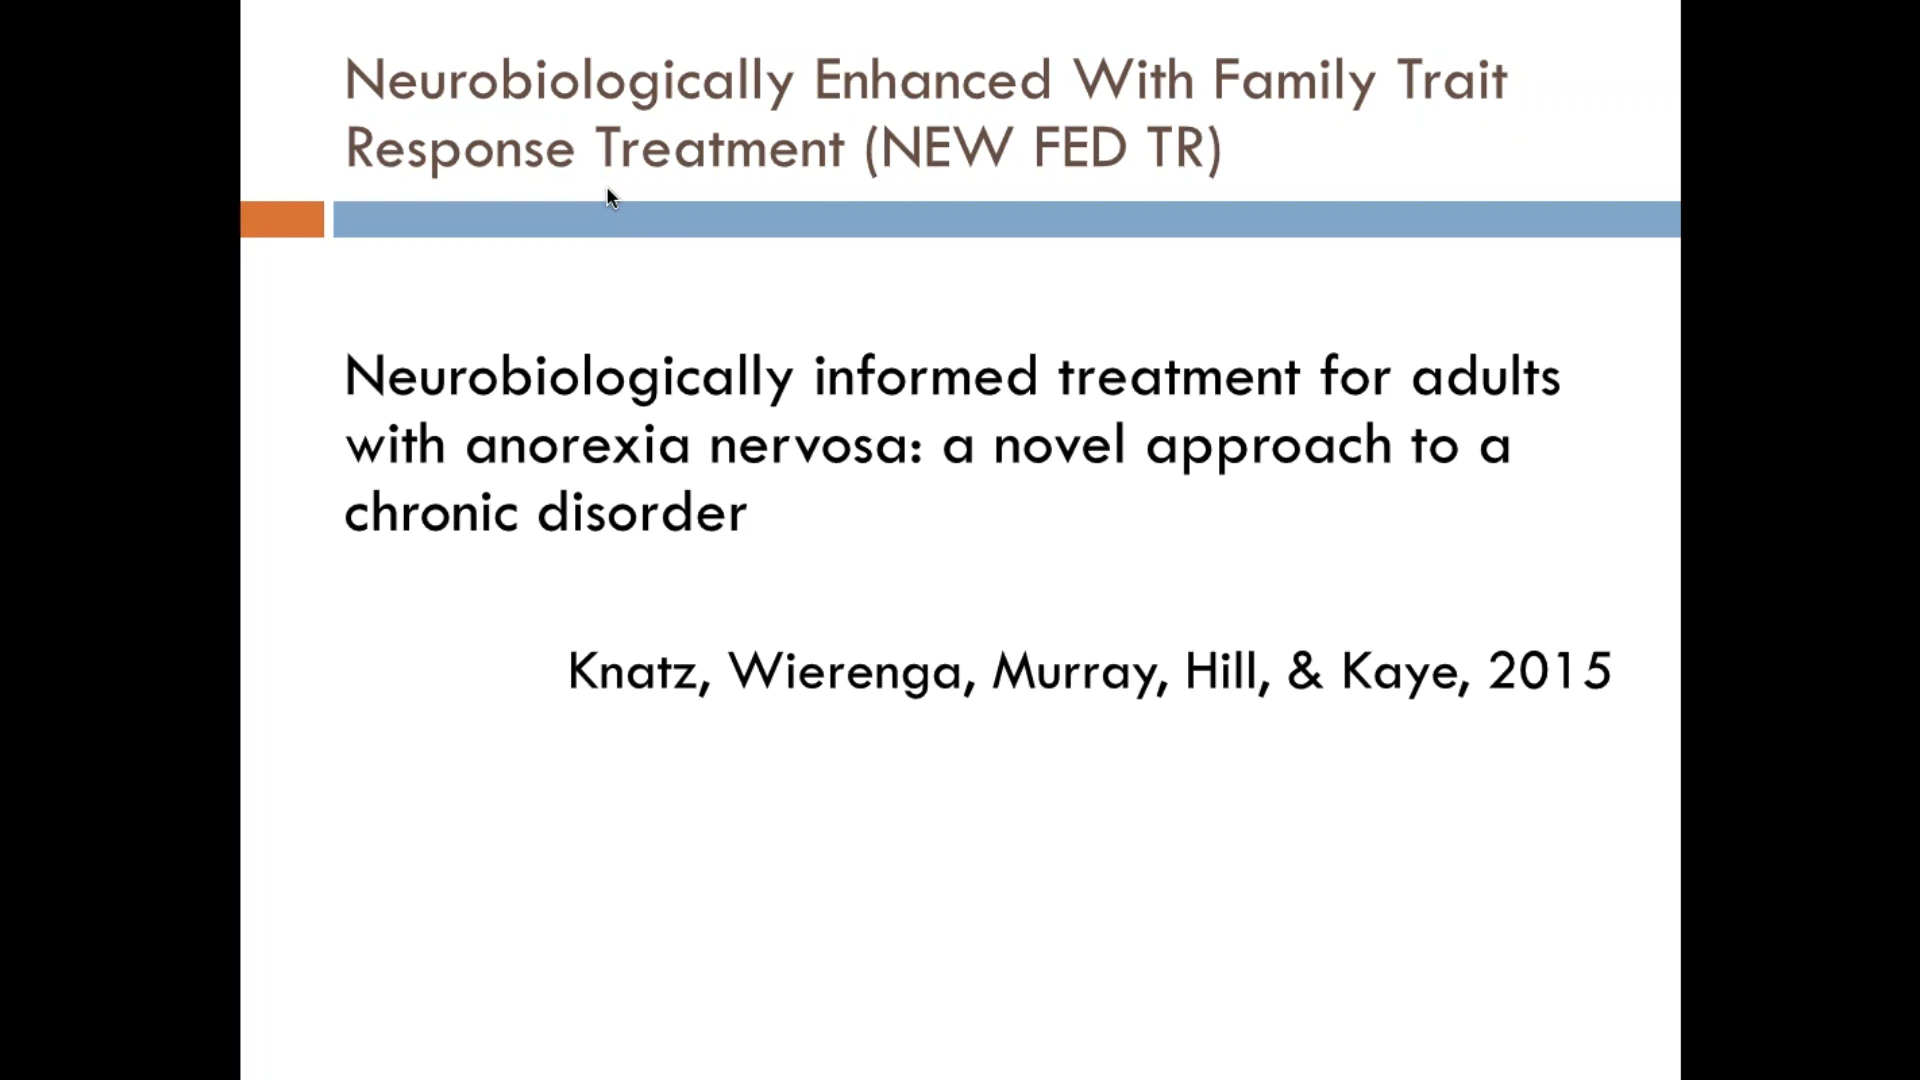 Neurobiologically Enhanced With Family Trait
Response Treatment (NEW FED TR)
Neurobiologically informed treatment for adults
with anorexia nervosa: a novel approach to a
chronic disorder
Knatz, Wierenga, Murray, Hill, & Kaye, 2015